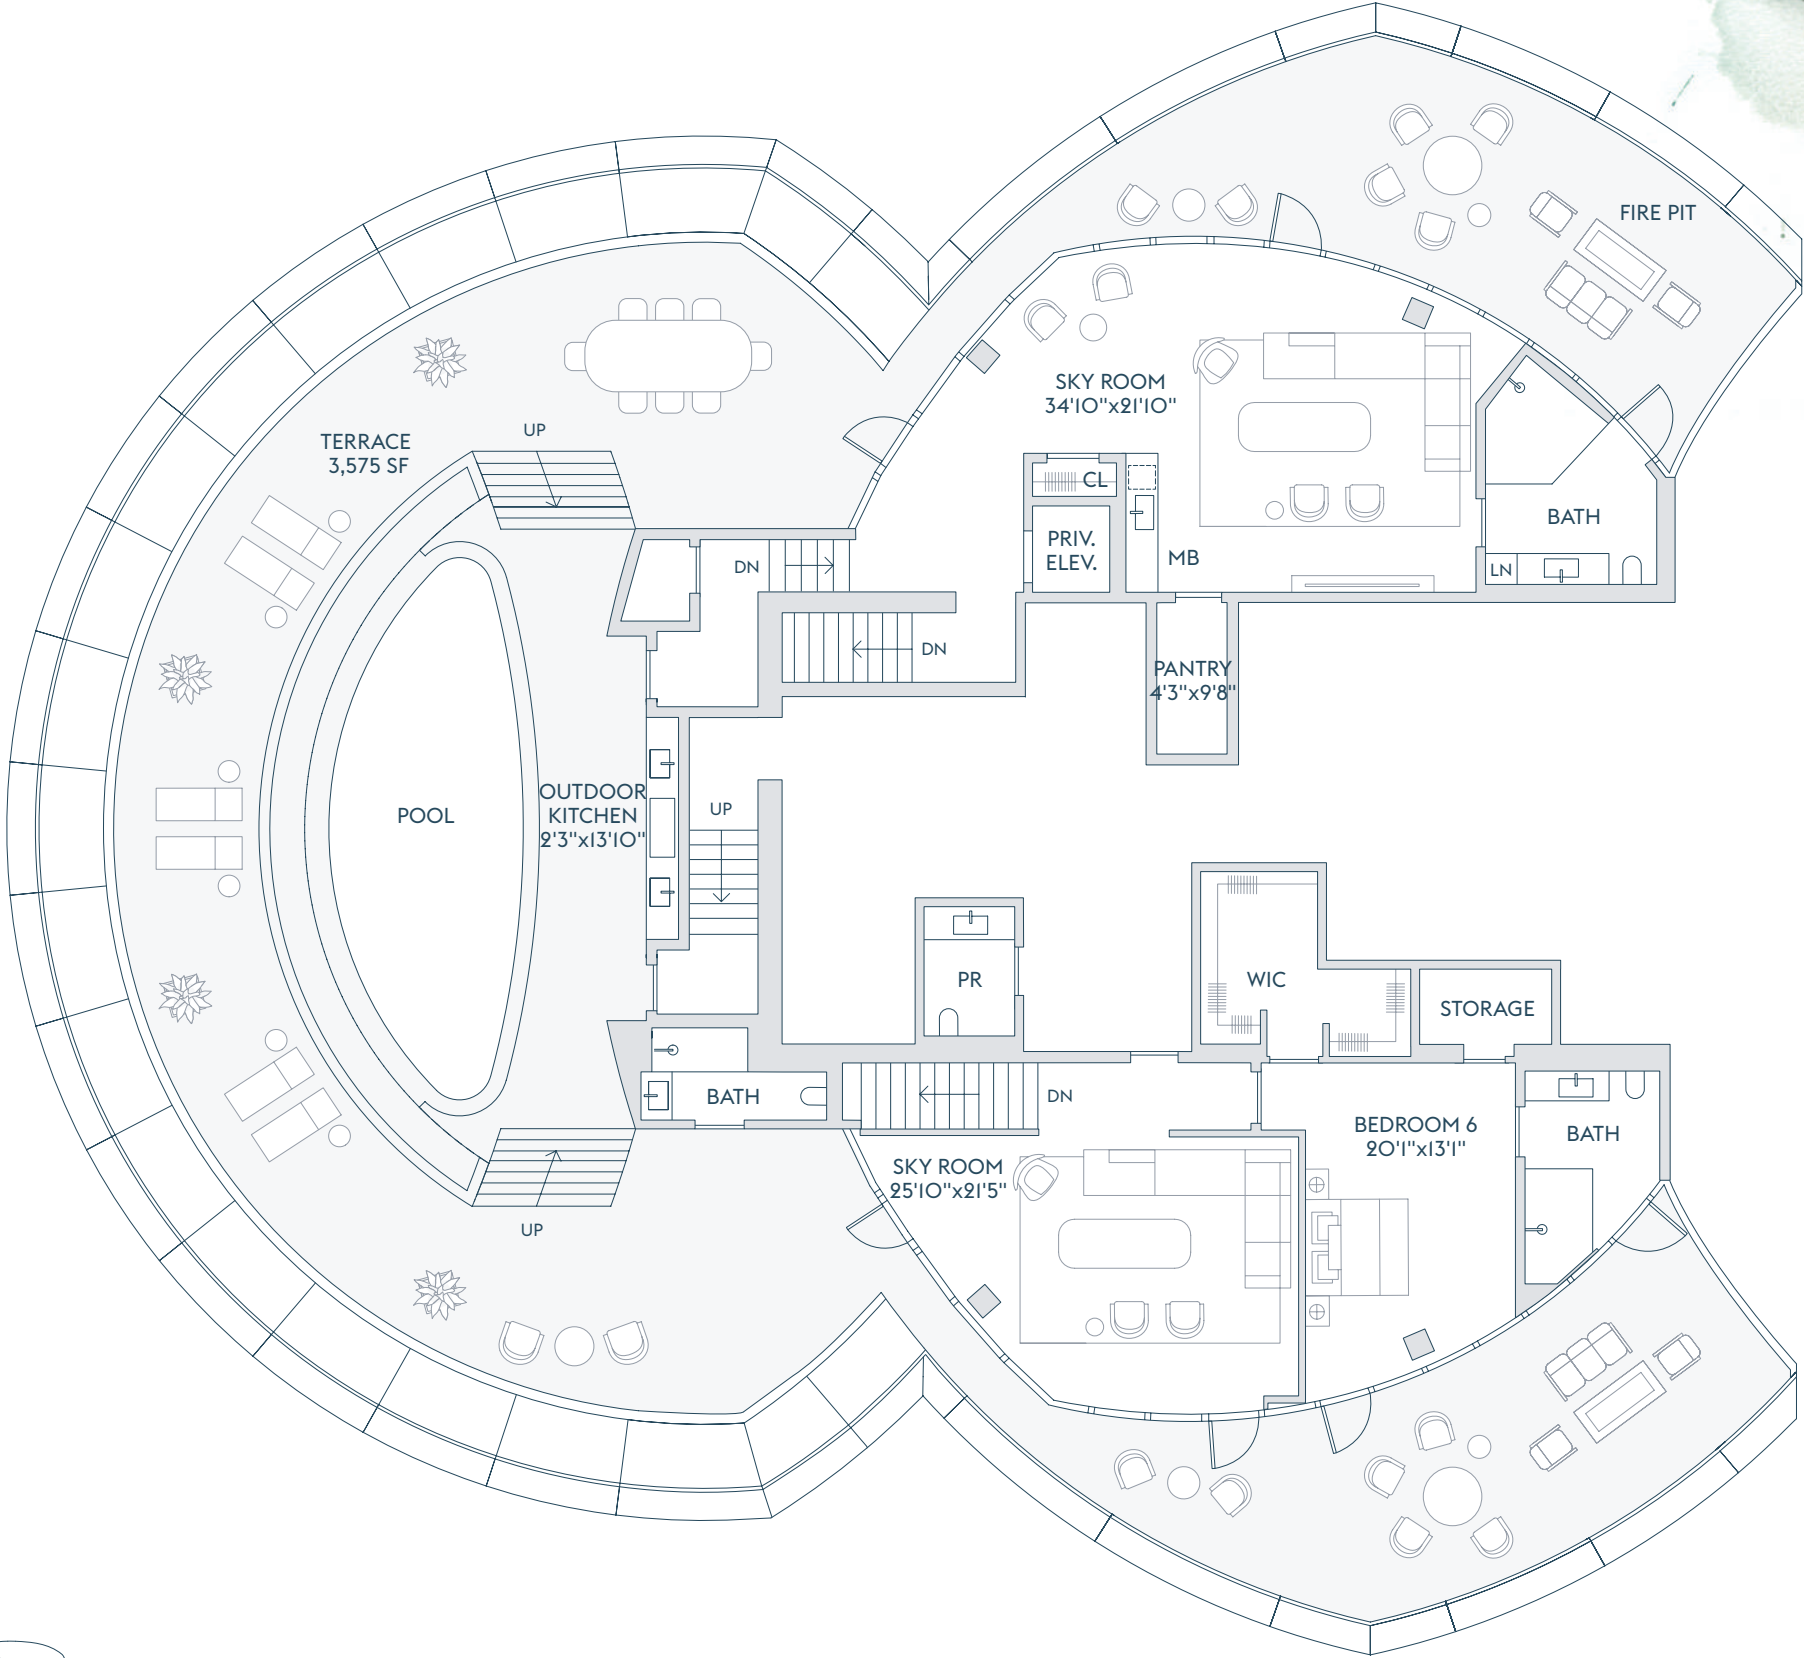 FIRE PIT
SKY ROOM
34'10"x21'10"
TERRACE
3,575 SF
UP
CL
PRIV.
ELEV.
MB
BATH
LN
DN
DN
PANTRY
4'3"x9'8"
OUTDOOR
KITCHEN
2'3"x13'10"
POOL
UP
PR
WIC
STORAGE
BATH
DN
SKY ROOM
25'10"x21'5"
BEDROOM 6
20'1"x13'1"
BATH
UP